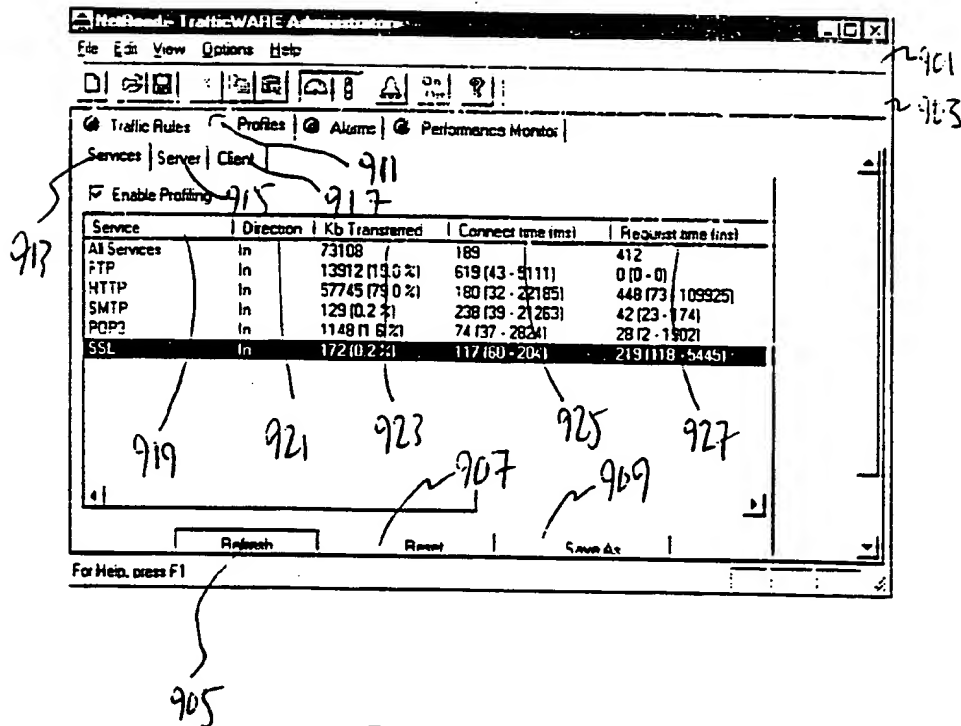 TrafficWARE Administrator
File Edit View Options Help
901
903
Traffic Rules Profiles Alarms Performance Monitor
Services Server Client
911
Enable Profiling
915 917
913
Service Direction Kb Transferred Connect time (ms) Request time (ms)
All Services In 73108 189 412
FTP In 13912 (19.0 %) 619 (43 - 9111) 0 (0 - 0)
HTTP In 57745 (79.0 %) 180 (32 - 22185) 448 (73 - 109925)
SMTP In 129 (0.2 %) 238 (39 - 21263) 42 (23 - 174)
POP3 In 1148 (1.6 %) 74 (37 - 2824) 28 (2 - 1902)
SSL In 172 (0.2 %) 117 (60 - 204) 219 (118 - 5445)
919 921 923 925 927
907 909
Refresh Reset Save As
For Help, press F1
905